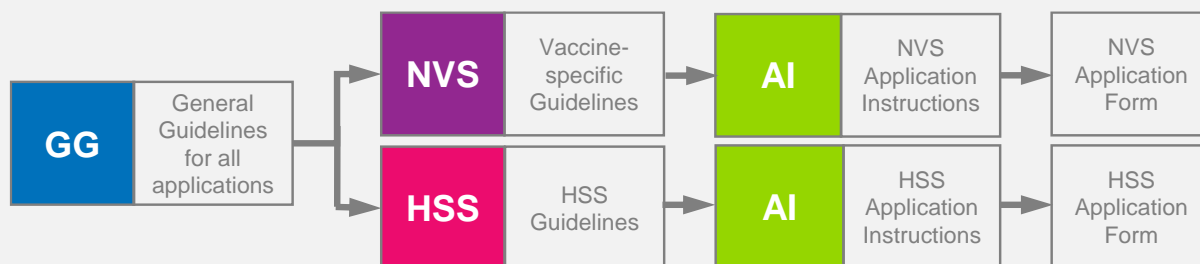 GG
General
Guidelines
for all
applications
NVS
Vaccine-
specific
Guidelines
AI
NVS
Application
Instructions
NVS
Application
Form
HSS
HSS
Guidelines
AI
HSS
Application
Instructions
HSS
Application
Form